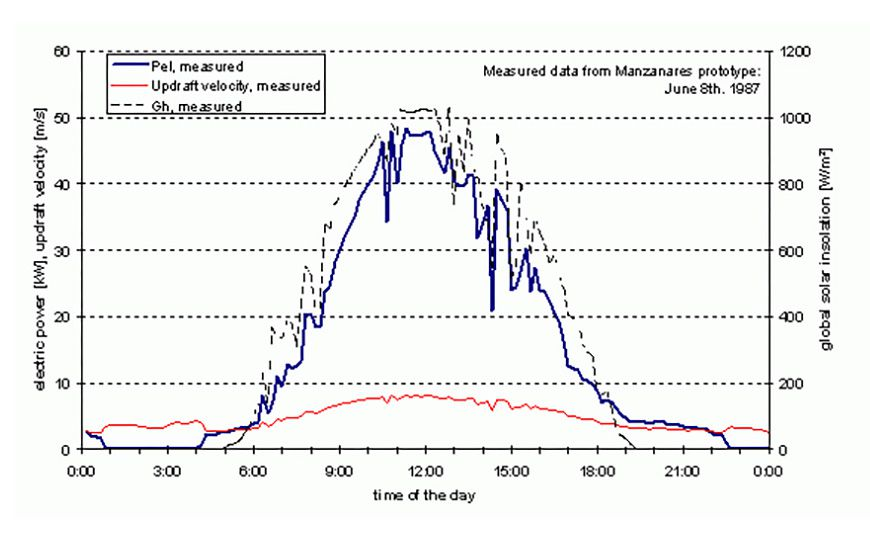 60
50
40
30
20
10
0
electric power [kW], updraft velocity [m/s]
Pel, measured
Updraft velocity, measured
Gh, measured
Measured data from Manzanares prototype:
June 8th. 1987
1200
1000
800
600
400
200
0
global solar insolation [W/m²]
0:00 3:00 6:00 9:00 12:00 15:00 18:00 21:00 0:00
time of the day